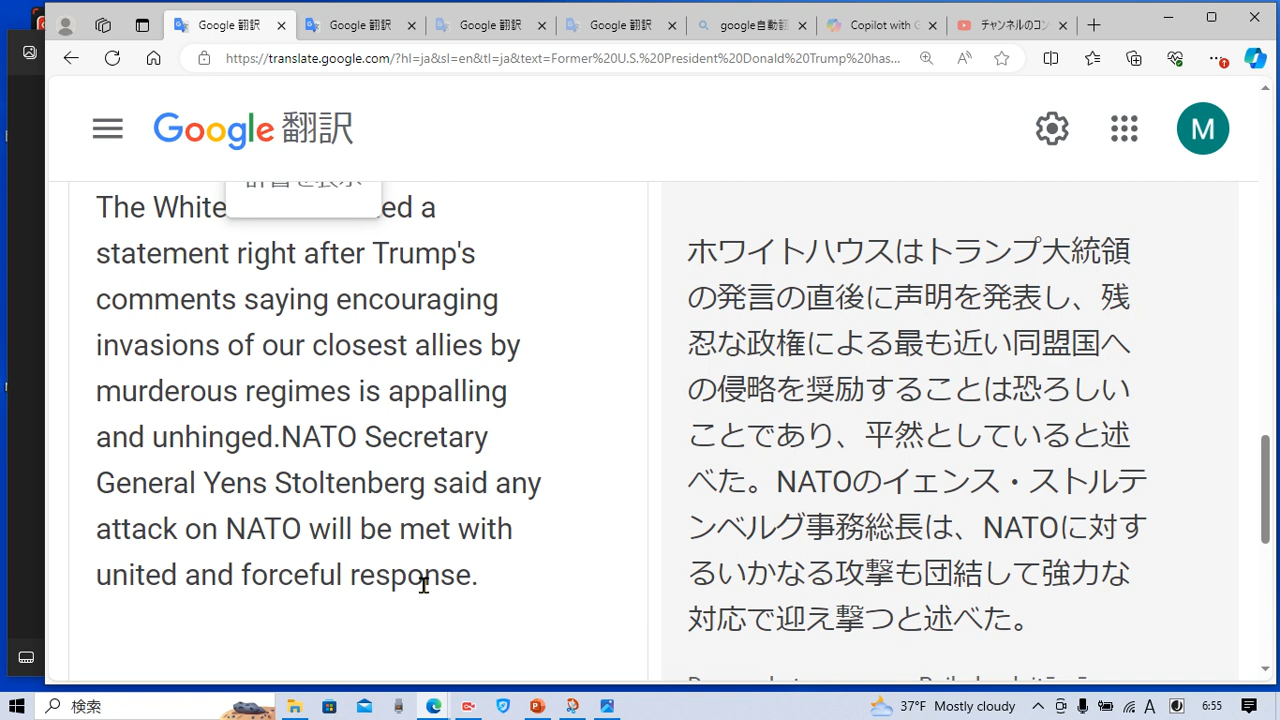 Google 翻訳
Google 翻訳
Google 翻訳
Google 翻訳
google自動翻
Copilot with
チャンネルのコン
https://translate.google.com/?hl=ja&sl=en&tl=ja&text=Former%20U.S.%20President%20Donald%20Trump%20has...
Google 翻訳
M
The White ed a
statement right after Trump's
comments saying encouraging
invasions of our closest allies by
murderous regimes is appalling
and unhinged.NATO Secretary
General Yens Stoltenberg said any
attack on NATO will be met with
united and forceful response.
ホワイトハウスはトランプ大統領
の発言の直後に声明を発表し、残
忍な政権による最も近い同盟国へ
の侵略を奨励することは恐ろしい
ことであり、平然としていると述
べた。NATOのイェンス・ストルテ
ンベルグ事務総長は、NATOに対す
るいかなる攻撃も団結して強力な
対応で迎え撃つと述べた。
検索
37°F Mostly cloudy
A
6:55